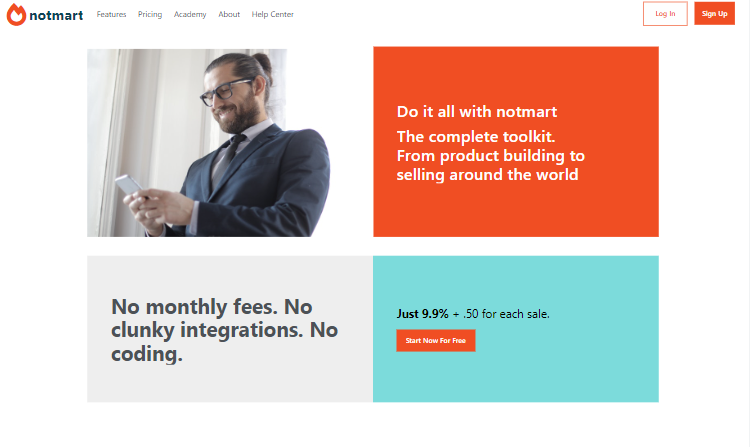 notmart Features Pricing Academy About Help Center Log In Sign Up
Do it all with notmart
The complete toolkit.
From product building to
selling around the world
No monthly fees. No
clunky integrations. No
coding.
Just 9.9% + .50 for each sale.
Start Now For Free